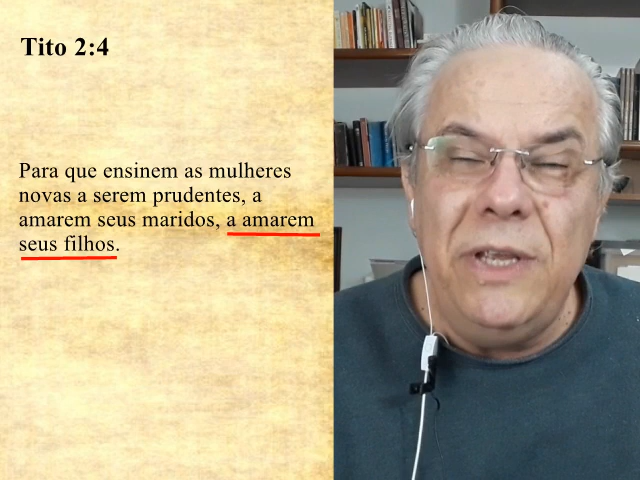 Tito 2:4
Para que ensinem as mulheres
novas a serem prudentes, a
amarem seus maridos, a amarem
seus filhos.